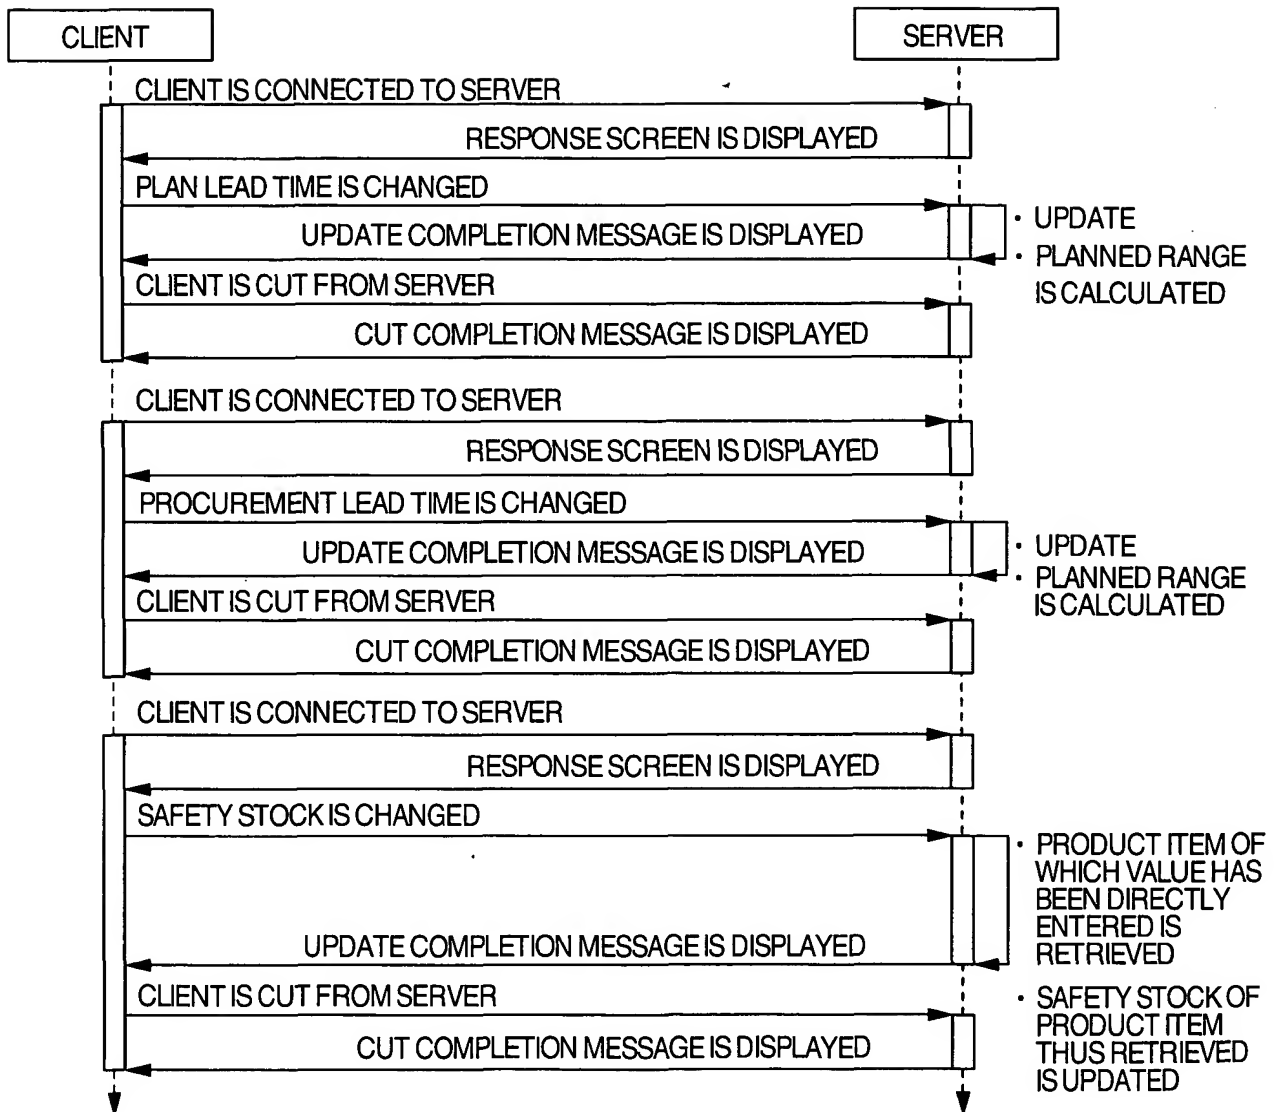 CLIENT
SERVER
CLIENT IS CONNECTED TO SERVER
RESPONSE SCREEN IS DISPLAYED
PLAN LEAD TIME IS CHANGED
UPDATE COMPLETION MESSAGE IS DISPLAYED
· UPDATE
· PLANNED RANGE
IS CALCULATED
CLIENT IS CUT FROM SERVER
CUT COMPLETION MESSAGE IS DISPLAYED
CLIENT IS CONNECTED TO SERVER
RESPONSE SCREEN IS DISPLAYED
PROCUREMENT LEAD TIME IS CHANGED
UPDATE COMPLETION MESSAGE IS DISPLAYED
· UPDATE
· PLANNED RANGE
IS CALCULATED
CLIENT IS CUT FROM SERVER
CUT COMPLETION MESSAGE IS DISPLAYED
CLIENT IS CONNECTED TO SERVER
RESPONSE SCREEN IS DISPLAYED
SAFETY STOCK IS CHANGED
· PRODUCT ITEM OF
WHICH VALUE HAS
BEEN DIRECTLY
ENTERED IS
RETRIEVED
UPDATE COMPLETION MESSAGE IS DISPLAYED
CLIENT IS CUT FROM SERVER
· SAFETY STOCK OF
PRODUCT ITEM
THUS RETRIEVED
IS UPDATED
CUT COMPLETION MESSAGE IS DISPLAYED